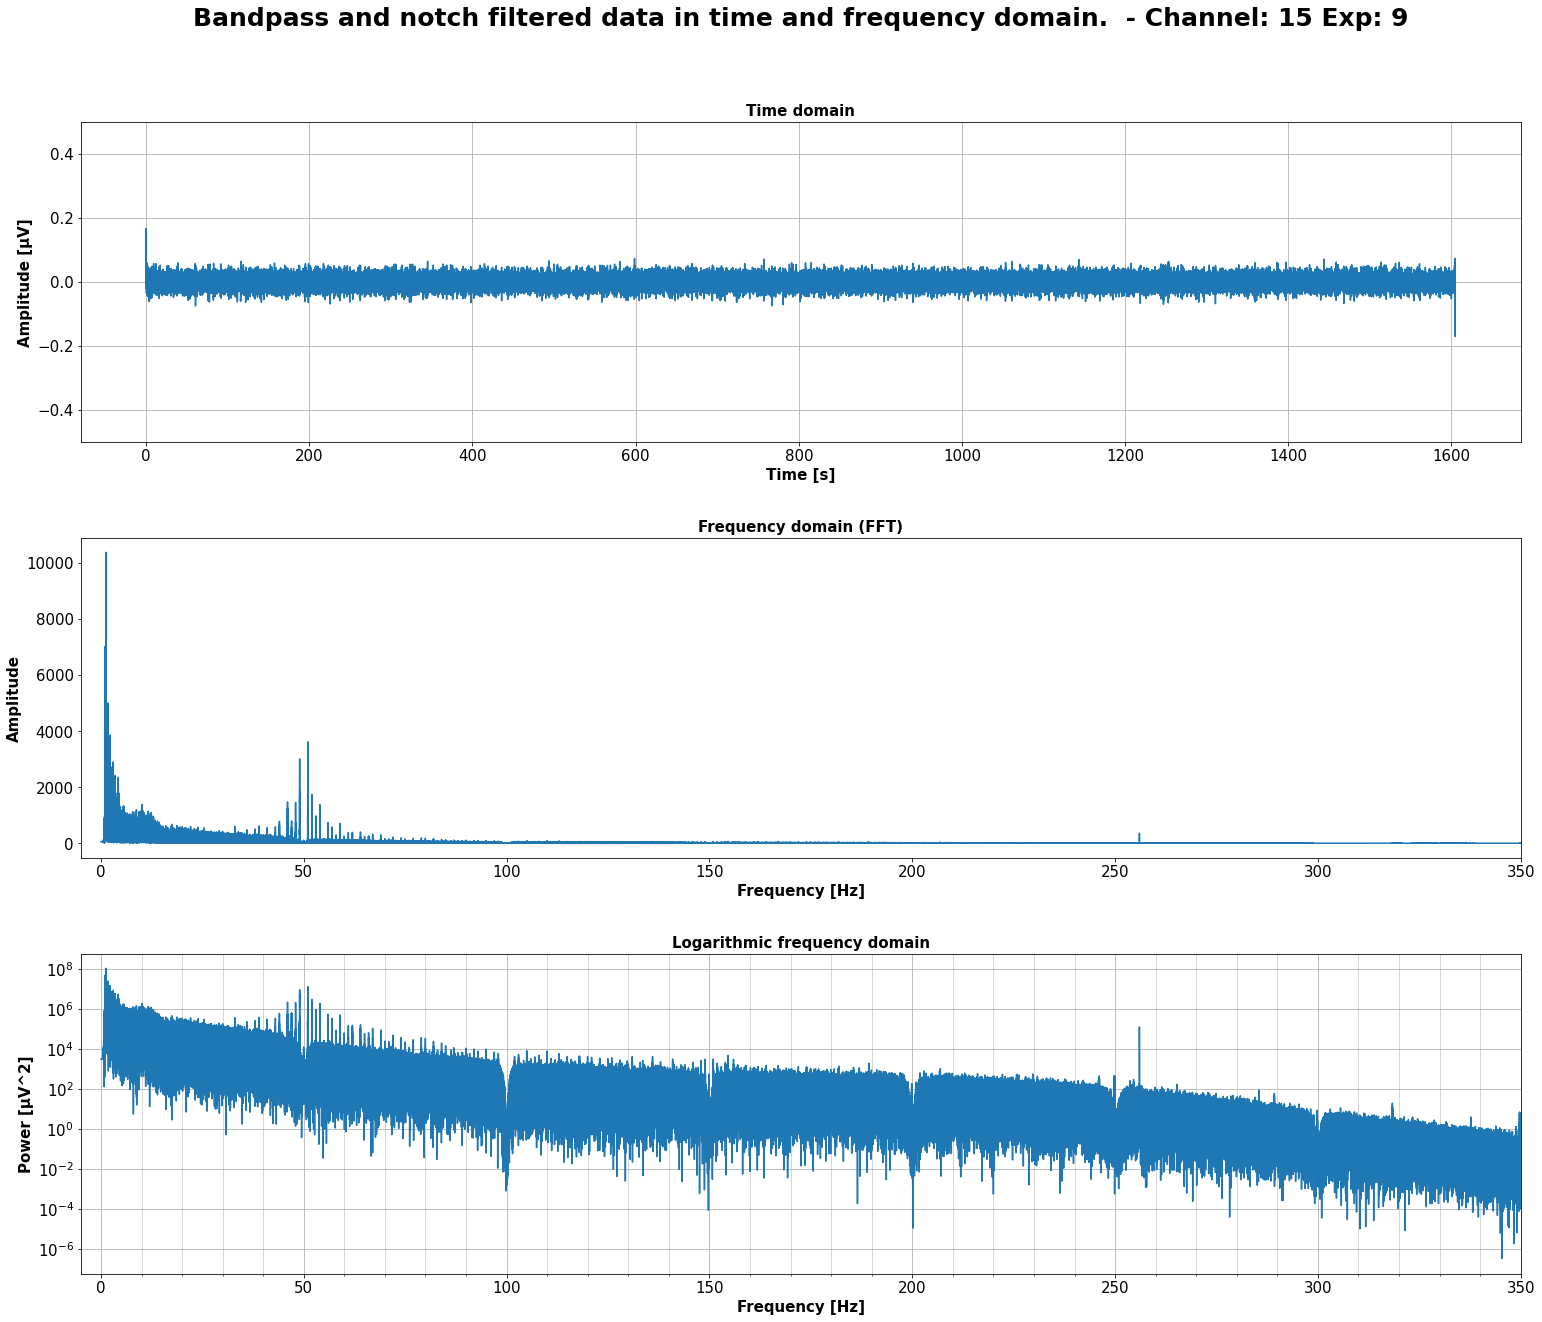 Bandpass and notch filtered data in time and frequency domain.  - Channel: 15 Exp: 9
Time domain
0.4
0.2
0.0
−0.2
−0.4
Amplitude [µV]
0 200 400 600 800 1000 1200 1400 1600
Time [s]
Frequency domain (FFT)
10000
8000
6000
4000
2000
0
Amplitude
0 50 100 150 200 250 300 350
Frequency [Hz]
Logarithmic frequency domain
10^8
10^6
10^4
10^2
10^0
10^−2
10^−4
10^−6
Power [µV^2]
0 50 100 150 200 250 300 350
Frequency [Hz]